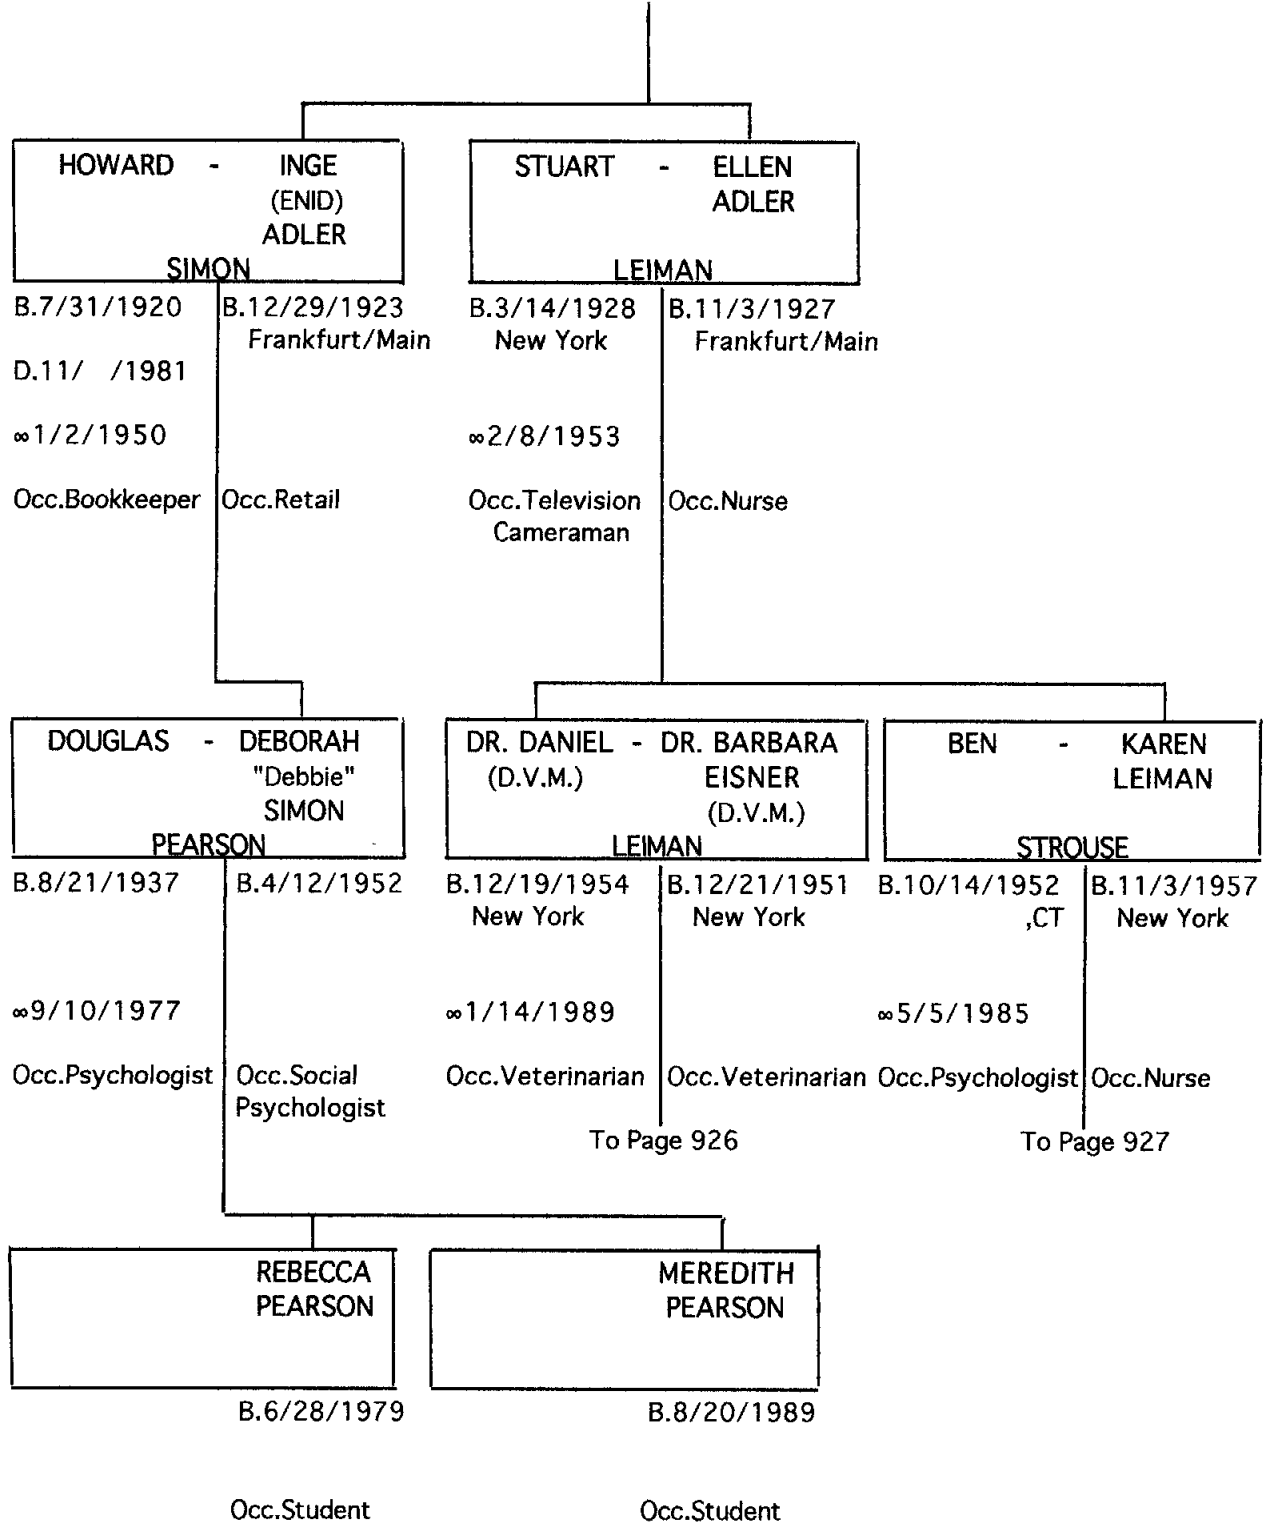 HOWARD - INGE
(ENID)
ADLER
SIMON
B.7/31/1920 B.12/29/1923
Frankfurt/Main
D.11/ /1981
∞1/2/1950
Occ.Bookkeeper Occ.Retail
STUART - ELLEN
ADLER
LEIMAN
B.3/14/1928 B.11/3/1927
New York Frankfurt/Main
∞2/8/1953
Occ.Television Occ.Nurse
Cameraman
DOUGLAS - DEBORAH
"Debbie"
SIMON
PEARSON
B.8/21/1937 B.4/12/1952
∞9/10/1977
Occ.Psychologist Occ.Social
Psychologist
DR. DANIEL - DR. BARBARA
(D.V.M.) EISNER
(D.V.M.)
LEIMAN
B.12/19/1954 B.12/21/1951
New York New York
∞1/14/1989
Occ.Veterinarian Occ.Veterinarian
To Page 926
BEN - KAREN
LEIMAN
STROUSE
B.10/14/1952 B.11/3/1957
,CT New York
∞5/5/1985
Occ.Psychologist Occ.Nurse
To Page 927
REBECCA
PEARSON
B.6/28/1979
Occ.Student
MEREDITH
PEARSON
B.8/20/1989
Occ.Student